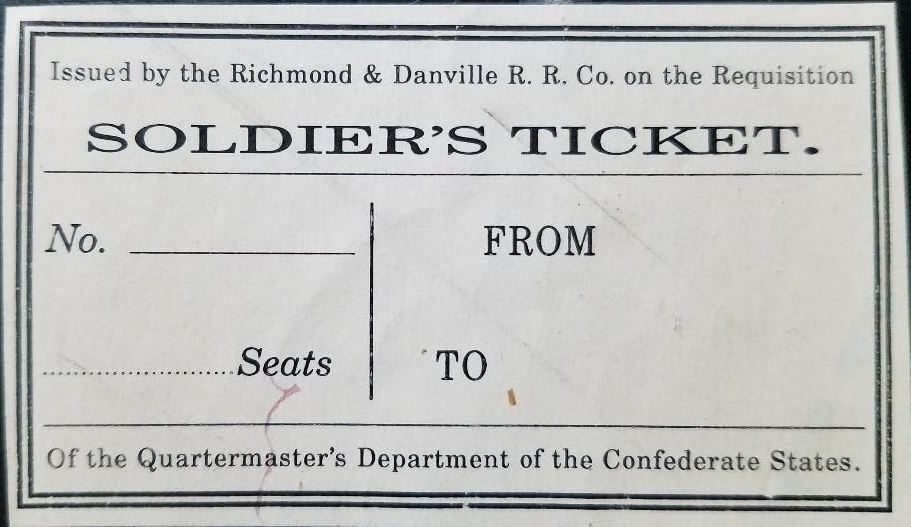 Issued by the Richmond & Danville R. R. Co. on the Requisition
SOLDIER'S TICKET.
No. ____________
FROM
........................Seats
TO
Of the Quartermaster's Department of the Confederate States.